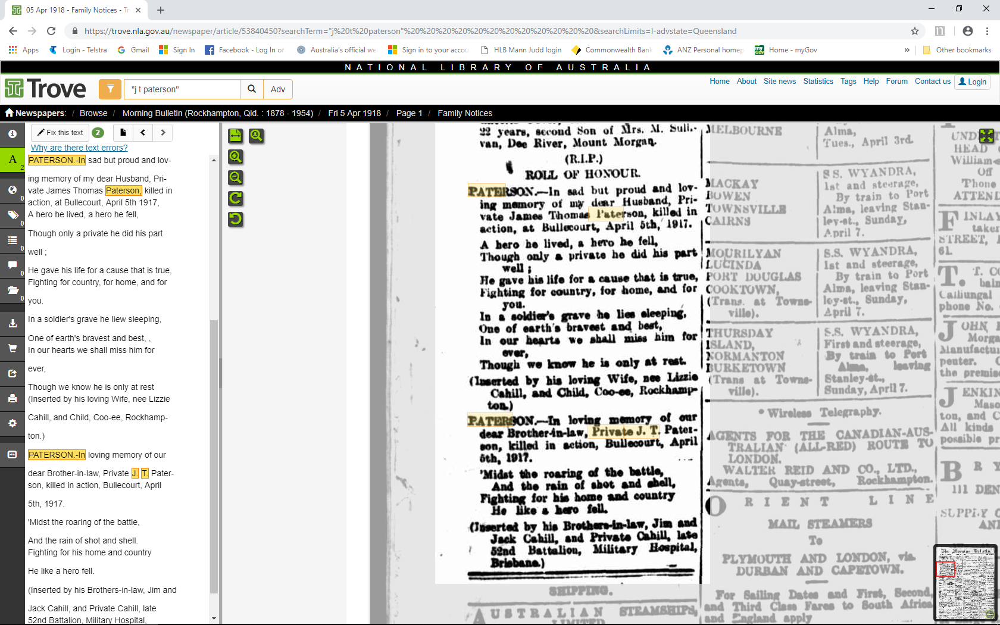 05 Apr 1918 - Family Notices - Tr
https://trove.nla.gov.au/newspaper/article/53840450?searchTerm="j%20t%20paterson"%20%20%20%20%20%20%20%20%20%20%20%20&searchLimits=l-advstate=Queensland
Apps Login - Telstra Gmail Sign In Facebook - Log In or Australia's official we Sign in to your accou HLB Mann Judd login Commonwealth Bank ANZ Personal homep Home - myGov » Other bookmarks
NATIONAL LIBRARY OF AUSTRALIA
Trove "j t paterson" Adv
Home About Site news Statistics Tags Help Forum Contact us Login
Newspapers: / Browse / Morning Bulletin (Rockhampton, Qld. : 1878 - 1954) / Fri 5 Apr 1918 / Page 1 / Family Notices
Fix this text 2
Why are there text errors?
A 2
0
0
0
0
0
PATERSON.-In sad but proud and lov-
ing memory of my dear Husband, Pri-
vate James Thomas Paterson, killed in
action, at Bullecourt, April 5th 1917,
A hero he lived, a hero he fell,
Though only a private he did his part
well ;
He gave his life for a cause that is true,
Fighting for country, for home, and for
you.
In a soldier's grave he liew sleeping,
One of earth's bravest and best, ,
In our hearts we shall miss him for
ever,
Though we know he is only at rest
(Inserted by his loving Wife, nee Lizzie
Cahill, and Child, Coo-ee, Rockhamp-
ton.)
PATERSON.-In loving memory of our
dear Brother-in-law, Private J. T. Pater-
son, killed in action, Bullecourt, April
5th, 1917.
'Midst the roaring of the battle,
And the rain of shot and shell.
Fighting for his home and country
He like a hero fell.
(Inserted by his Brothers-in-law, Jim and
Jack Cahill, and Private Cahill, late
52nd Battalion, Military Hospital,
22 years, second Son of Mrs. M. Sulli-
van, Dee River, Mount Morgan.
(R.I.P.)
ROLL OF HONOUR.
PATERSON.—In sad but proud and lov-
ing memory of my dear Husband, Pri-
vate James Thomas Paterson, killed in
action, at Bullecourt, April 5th, 1917.
A hero he lived, a hero he fell,
Though only a private he did his part
well ;
He gave his life for a cause that is true,
Fighting for country, for home, and for
you.
In a soldier's grave he lies sleeping,
One of earth's bravest and best,
In our hearts we shall miss him for
ever,
Though we know he is only at rest.
(Inserted by his loving Wife, nee Lizzie
Cahill, and Child, Coo-ee, Rockhamp-
ton.)
PATERSON.—In loving memory of our
dear Brother-in-law, Private J. T. Pater-
son, killed in action, Bullecourt, April
5th, 1917.
'Midst the roaring of the battle,
And the rain of shot and shell,
Fighting for his home and country
He like a hero fell.
(Inserted by his Brothers-in-law, Jim and
Jack Cahill, and Private Cahill, late
52nd Battalion, Military Hospital,
Brisbane.)
SHIPPING.
AUSTRALIAN STEAMSHIPS,
LIMITED
MELBOURNE
Alma,
Tues., April 3rd.
MACKAY
BOWEN
TOWNSVILLE
CAIRNS
SS. WYANDRA,
1st and steerage,
By train to Port
Alma, leaving Stan-
ley-st., Sunday,
April 7.
MOURILYAN
LUCINDA
PORT DOUGLAS
COOKTOWN,
(Trans. at Towns-
ville).
S.S. WYANDRA,
1st and steerage,
By train to Port
Alma, leaving Stan-
ley-st., Sunday,
April 7.
THURSDAY
ISLAND,
NORMANTON
BURKETOWN
(Trans at Towns-
ville).
S.S. WYANDRA,
First and steerage,
By train to Port
Alma, leaving
Stanley-st.,
Sunday, April 7.
Wireless Telegraphy.
AGENTS FOR THE CANADIAN-AUS-
TRALIAN (ALL-RED) ROUTE TO
LONDON.
WALTER REID AND CO., LTD.,
Agents, Quay-street, Rockhampton.
ORIENT LINE
MAIL STEAMERS
To
PLYMOUTH AND LONDON, via
DURBAN AND CAPETOWN.
For Sailing Dates and First, Second,
and Third Class Fares to South Africa
and England apply
UND
HEAD
William
Off
'Phone
ATTEND
FINLAY
taker
STREET,
61.
T. T. CO
balm
Calliungal
phone No.
JOHN
Morga
Manufactu
penter.
the premise
JENKIN
Maso
ton, and C
All kinds
possible pr
BRY
111 DEN
SUPPLY
AN
The Morning Bulletin.